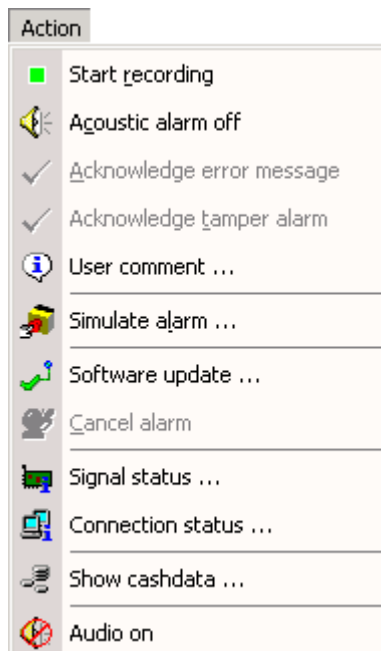 Action
Start recording
Acoustic alarm off
Acknowledge error message
Acknowledge tamper alarm
User comment ...
Simulate alarm ...
Software update ...
Cancel alarm
Signal status ...
Connection status ...
Show cashdata ...
Audio on